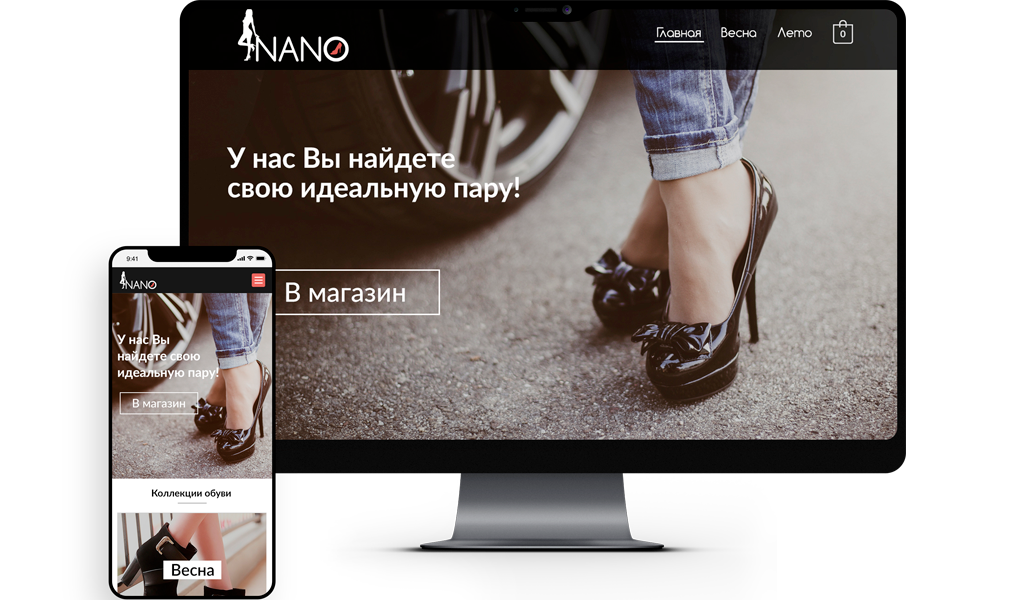 NANO
Главная Весна Лето 0
У нас Вы найдете
свою идеальную пару!
В магазин
9:41
NANO
У нас Вы
найдете свою
идеальную пару!
В магазин
Коллекции обуви
Весна